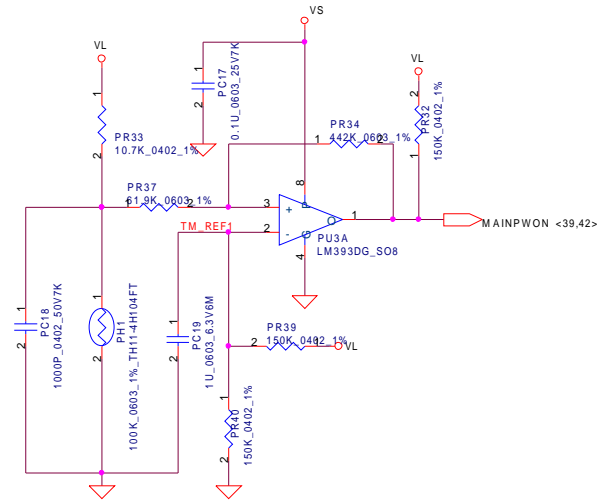 VS
VL
VL
1
2
PC17
0.1U_0603_25V7K
1
2
PR33
10.7K_0402_1%
PR34
1
2
442K_0603_1%
2
1
PR32
150K_0402_1%
PR37
1
2
61.9K_0603_1%
3
+
8
P
O
1
TM_REF1
2
-
G
4
PU3A
LM393DG_SO8
MAINPWON <39,42>
1
2
PC18
1000P_0402_50V7K
1
2
PH1
100K_0603_1%_TH11-4H104FT
1
2
PC19
1U_0603_6.3V6M
PR39
2
1
VL
150K_0402_1%
1
2
PR40
150K_0402_1%